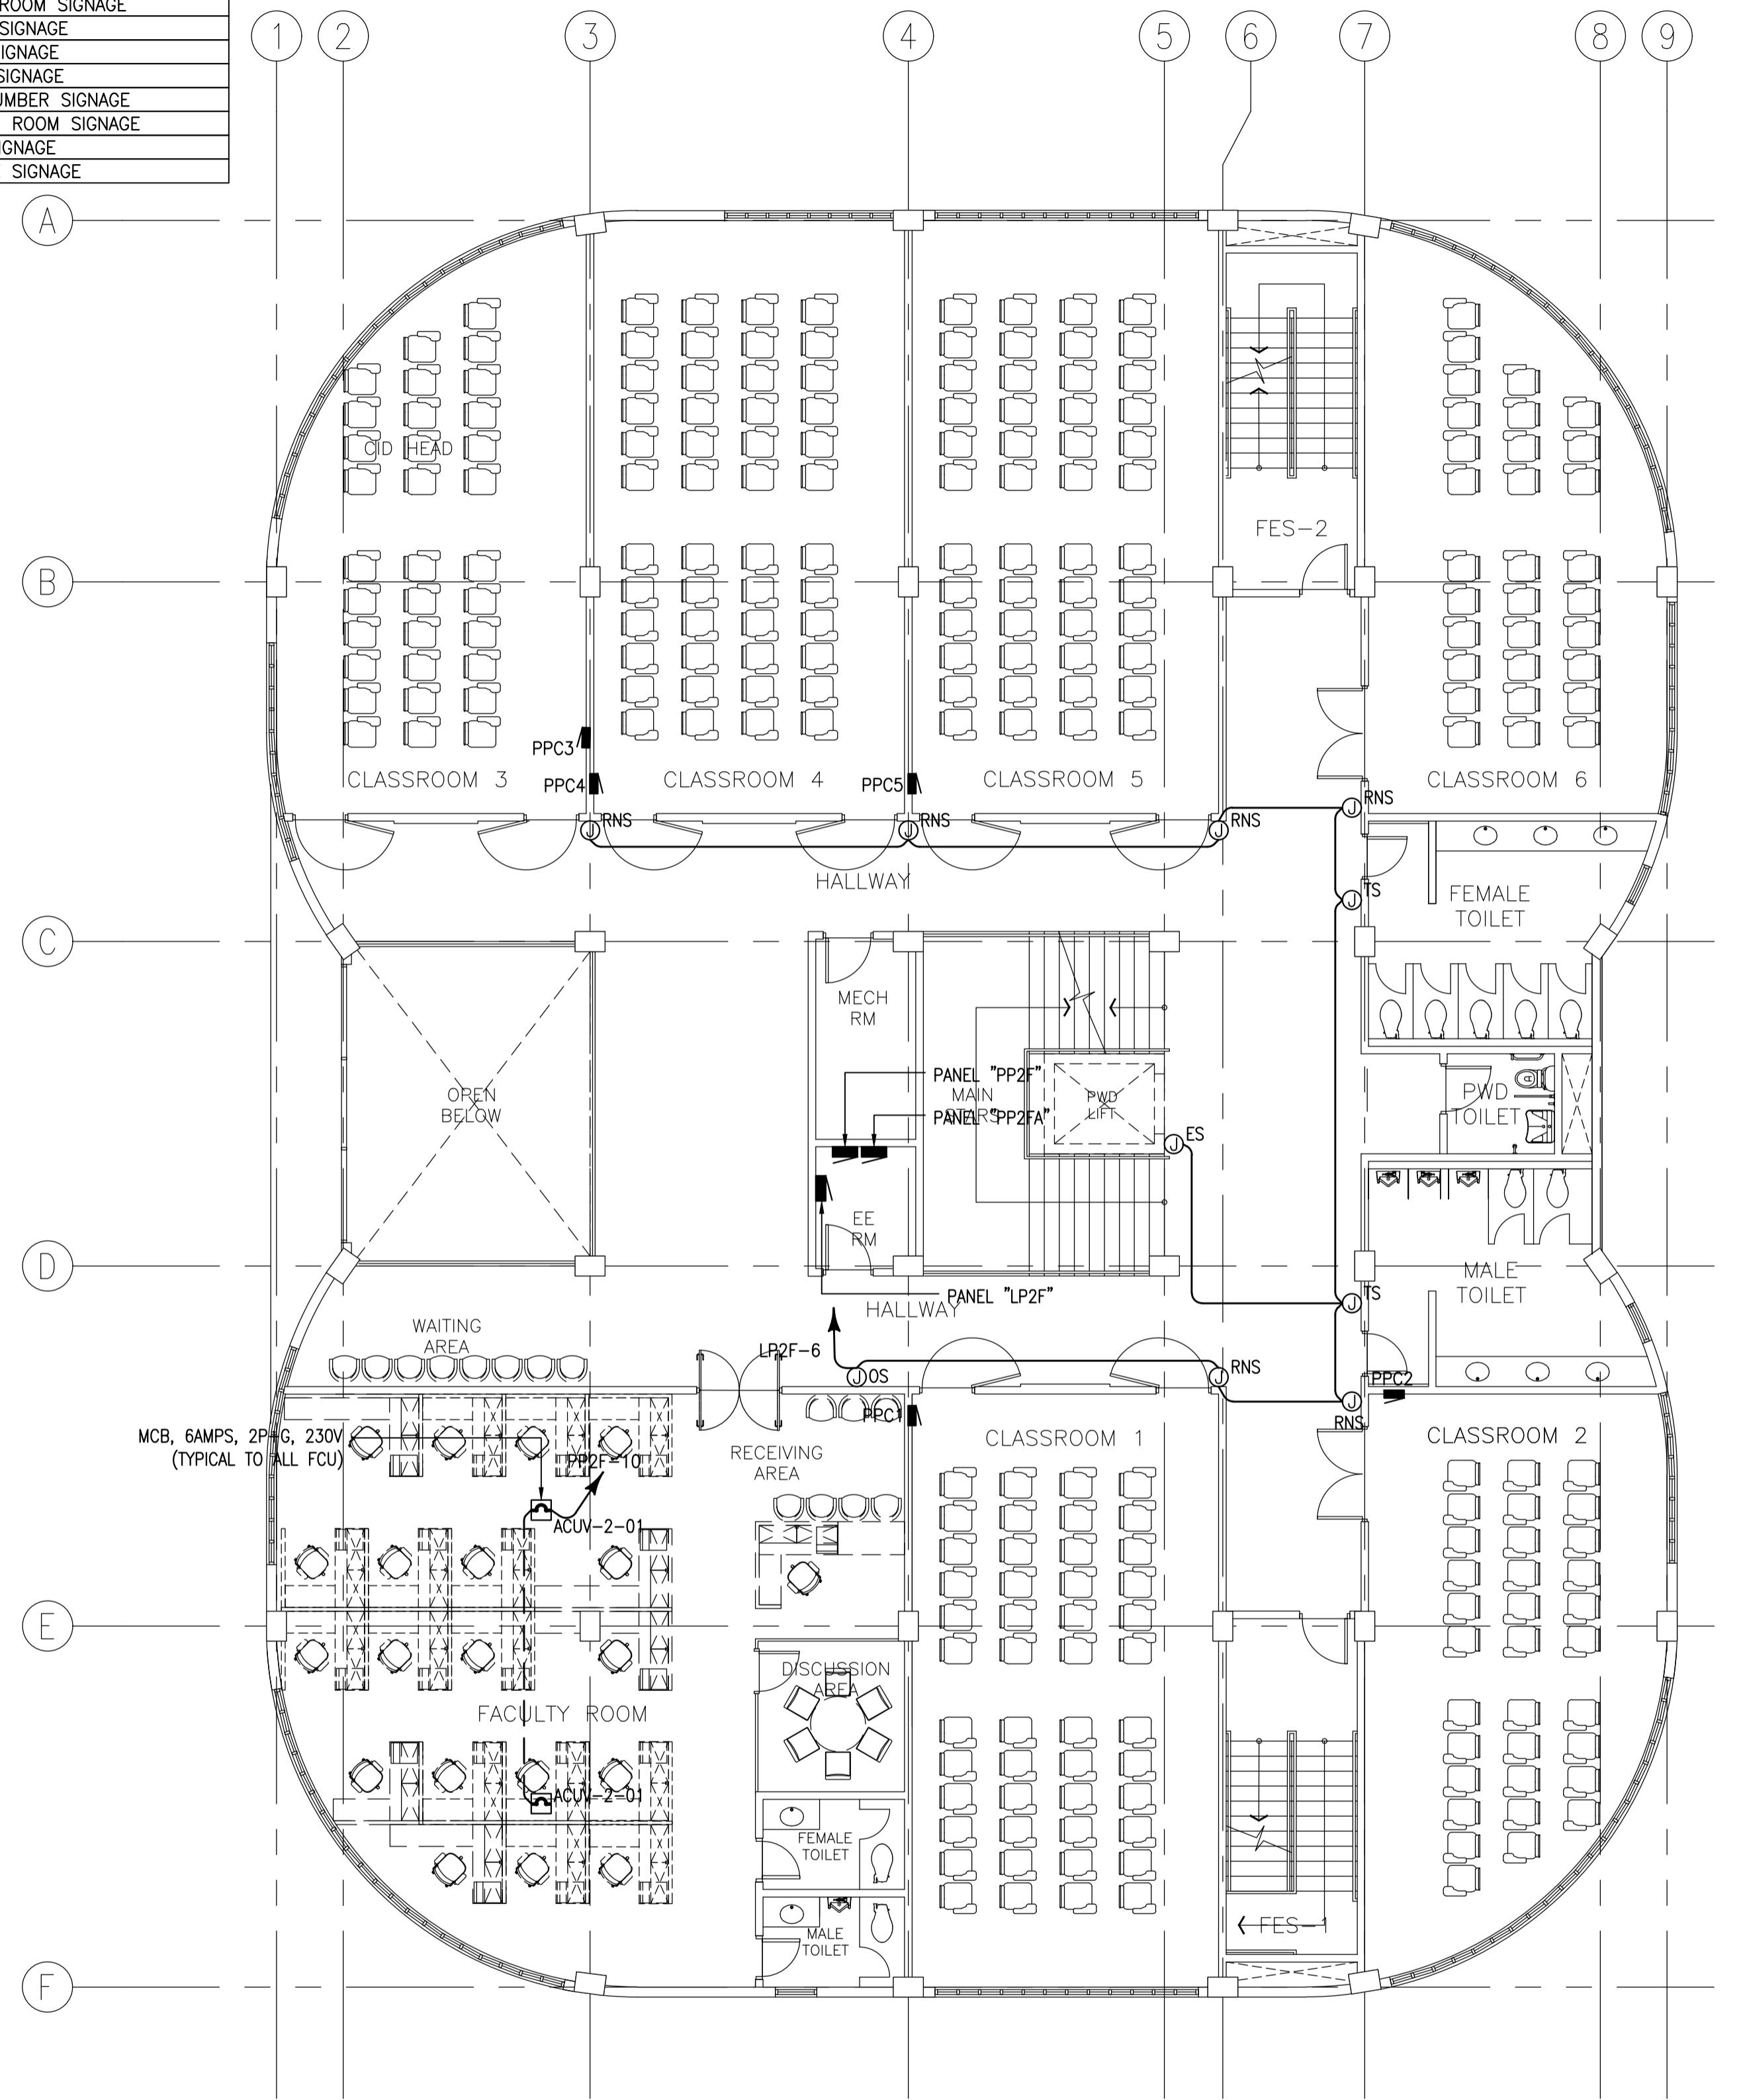 ROOM SIGNAGE
SIGNAGE
SIGNAGE
SIGNAGE
UMBER SIGNAGE
ROOM SIGNAGE
IGNAGE
SIGNAGE
1
2
3
4
5
6
7
8
9
A
B
C
D
E
F
CID HEAD
FES-2
PPC3
PPC4
PPC5
CLASSROOM 3
CLASSROOM 4
CLASSROOM 5
CLASSROOM 6
J RNS
J RNS
J RNS
J RNS
HALLWAY
J TS
FEMALE
TOILET
MECH
RM
OPEN
BELOW
PANEL "PP2F"
MAIN
STAIRS
PANEL "PP2FA"
PWD
LIFT
PWD
TOILET
J ES
EE
RM
MALE
TOILET
PANEL "LP2F"
HALLWAY
J TS
WAITING
AREA
LP2F-6
J OS
J RNS
J
RNS
PPC2
PPC1
MCB, 6AMPS, 2P+G, 230V
(TYPICAL TO ALL FCU)
PP2F-10
RECEIVING
AREA
CLASSROOM 1
CLASSROOM 2
ACUV-2-01
DISCUSSION
AREA
FACULTY ROOM
ACUV-2-01
FEMALE
TOILET
MALE
TOILET
FES-1